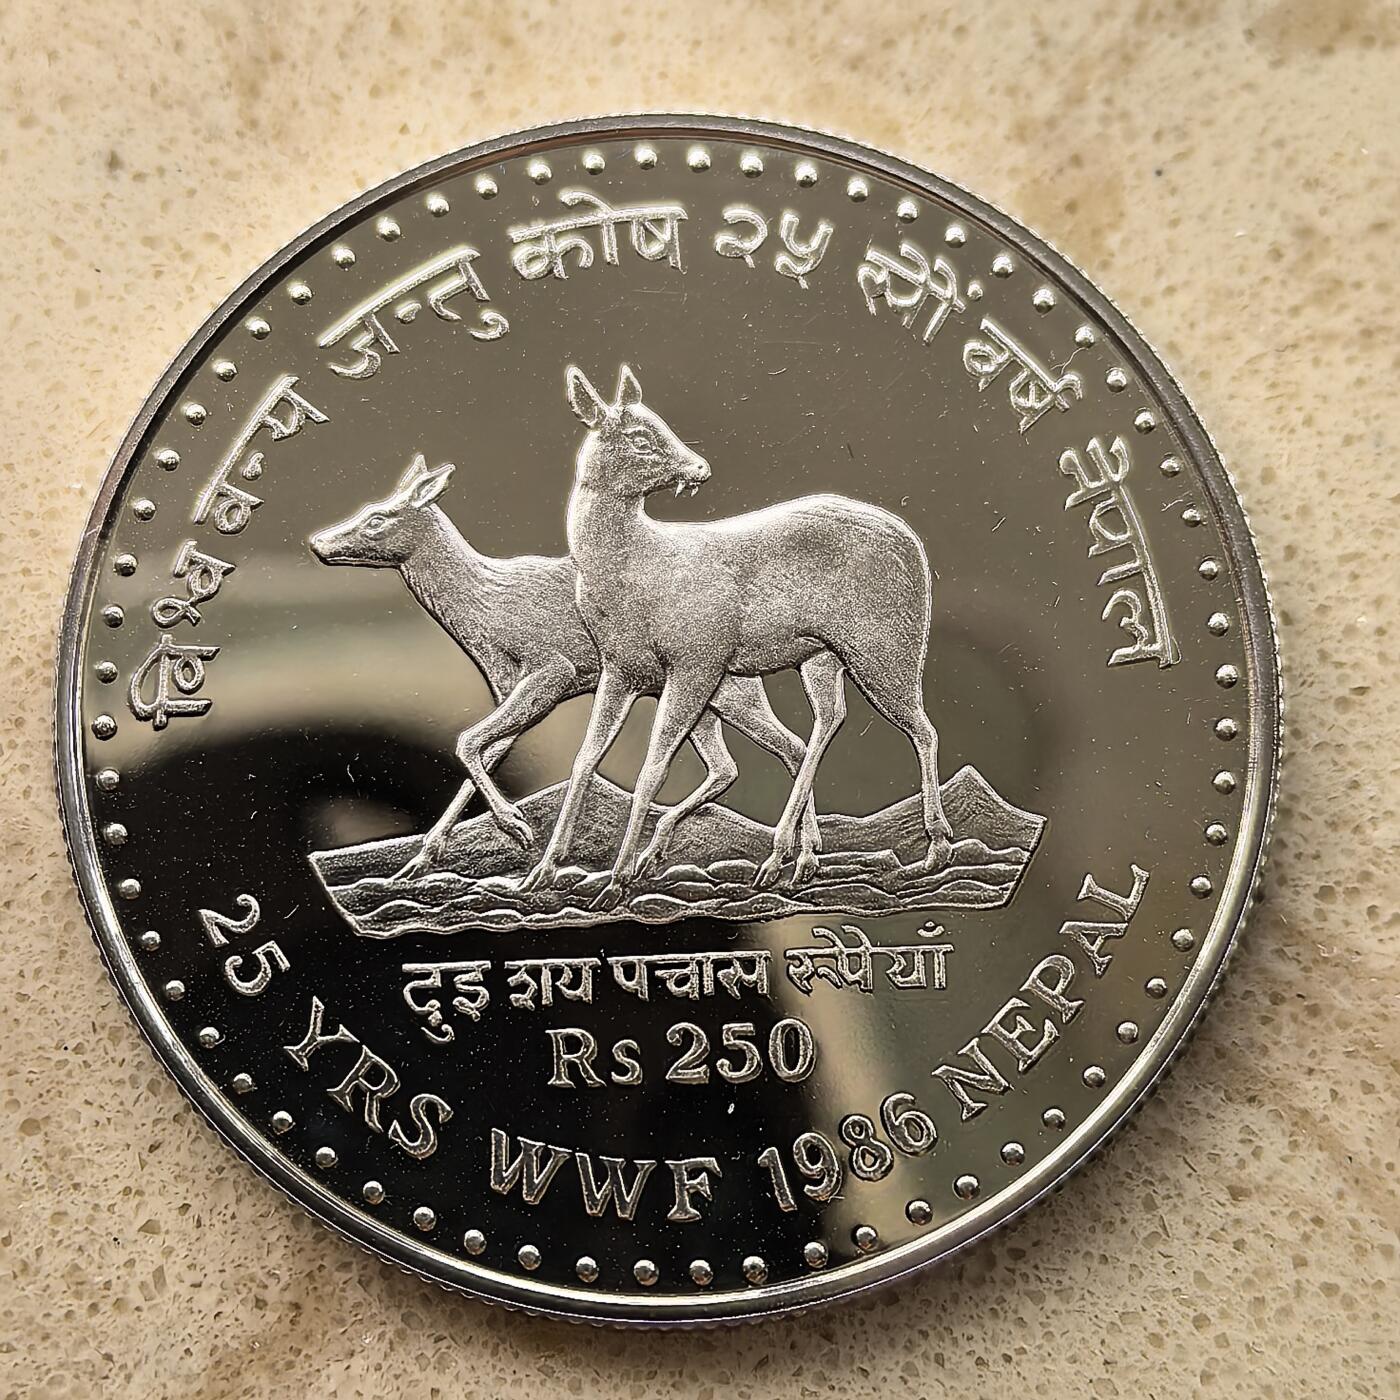 विश्व वन्य जन्तु कोष २५ सौं वर्ष नेपाल
दुइ शय पचास रूपेयाँ
Rs 250
25 YRS WWF 1986 NEPAL